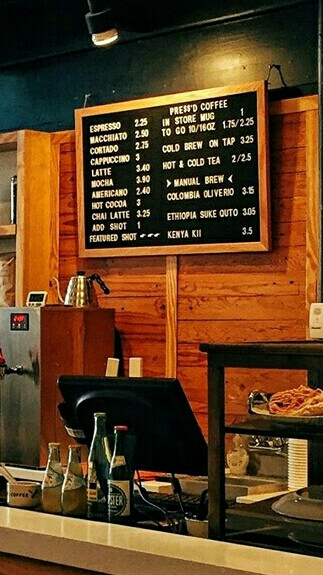 ESPRESSO 2.25
MACCHIATO 2.50
CORTADO 2.75
CAPPUCCINO 3
LATTE 3.40
MOCHA 3.90
AMERICANO 2.40
HOT COCOA 3
CHAI LATTE 3.25
ADD SHOT 1
FEATURED SHOT
PRE$$'D COFFEE
IN STORE MUG 1
TO GO 10/16OZ 1.75/2.25
COLD BREW ON TAP 3.25
HOT & COLD TEA 2/2.5
MANUAL BREW
COLOMBIA OLIVERIO 3.15
ETHIOPIA SUKE QUTO 3.05
KENYA KII 3.5
COFFEE